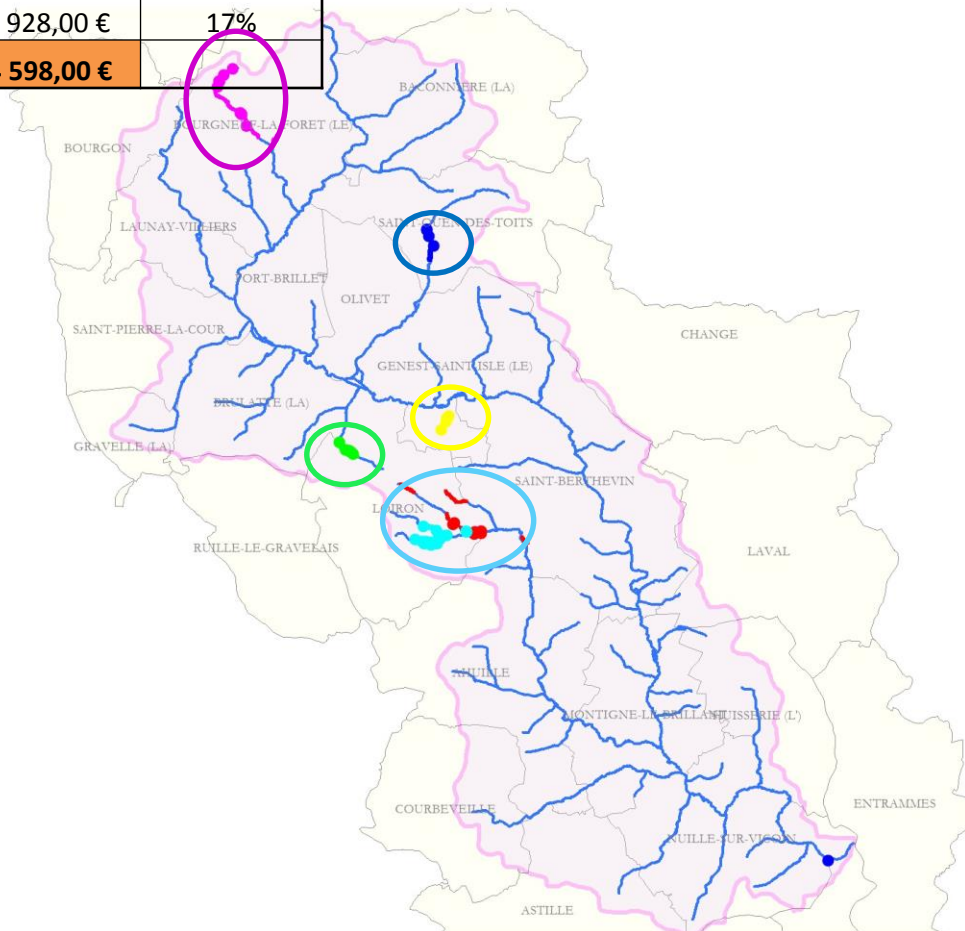 928,00 € 17%
598,00 €
BACONNIERE (LA)
BOURGNEUF-LA-FORET (LE)
BOURGON
LAUNAY-VILLIERS
SAINT-OUEN-DES-TOITS
PORT-BRILLET
OLIVET
SAINT-PIERRE-LA-COUR
CHANGE
GENEST-SAINT-ISLE (LE)
BRULATTE (LA)
GRAVELLE (LA)
SAINT-BERTHEVIN
LOIRON
RUILLE-LE-GRAVELAIS
LAVAL
AHUILLE
MONTIGNE-LE-BRILLANT
HUISSERIE (L')
COURBEVEILLE
ENTRAMMES
NUILLE-SUR-VICOIN
ASTILLE